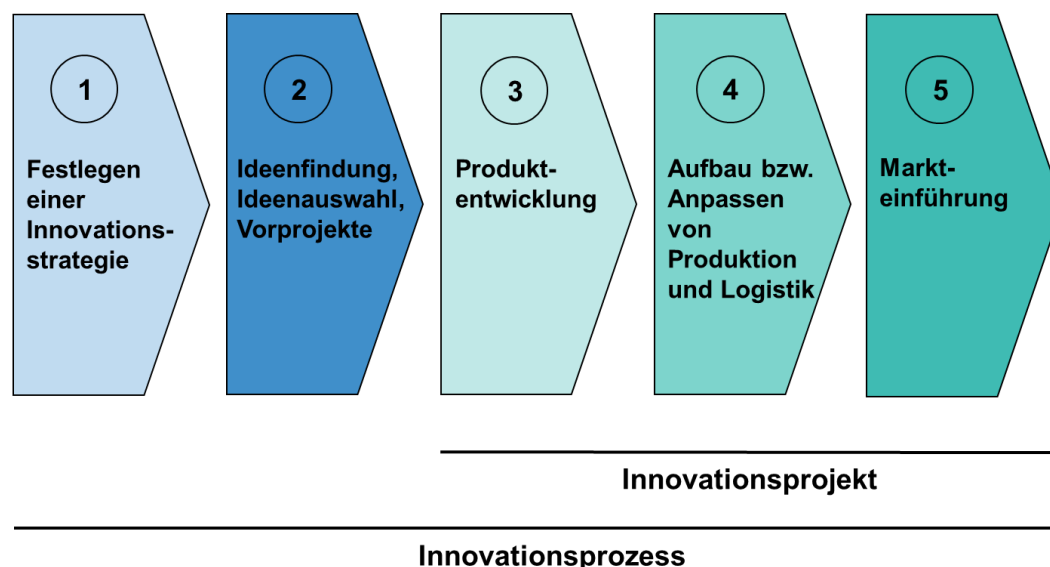 1
Festlegen
einer
Innovations-
strategie
2
Ideenfindung,
Ideenauswahl,
Vorprojekte
3
Produkt-
entwicklung
4
Aufbau bzw.
Anpassen
von
Produktion
und Logistik
5
Markt-
einführung
Innovationsprojekt
Innovationsprozess